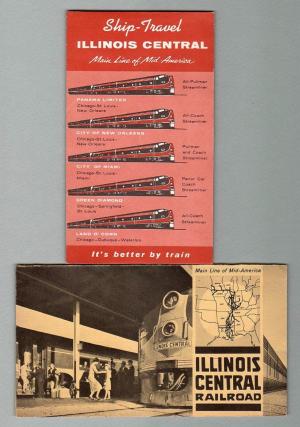 Ship-Travel
ILLINOIS CENTRAL
Main Line of Mid America
All-Pullman
Streamliner
PANAMA LIMITED
Chicago-St. Louis-
New Orleans
All-Coach
Streamliner
CITY OF NEW ORLEANS
Chicago-St. Louis-
New Orleans
Pullman
and Coach
Streamliner
CITY OF MIAMI
Chicago-St. Louis-
Miami
Parlor Car
Coach
Streamliner
GREEN DIAMOND
Chicago-Springfield-
St. Louis
All-Coach
Streamliner
LAND O' CORN
Chicago-Dubuque-Waterloo
It's better by train
Main Line of Mid-America
ILLINOIS
CENTRAL
RAILROAD
ILLINOIS CENTRAL